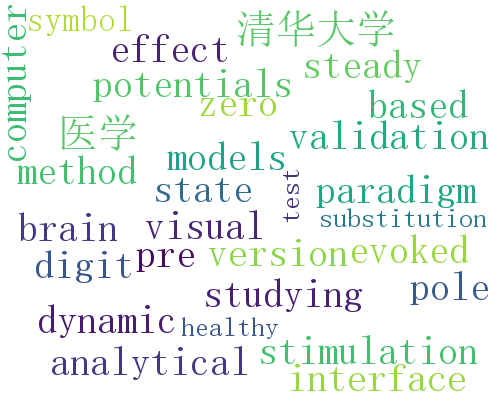 symbol
清华大学
computer
effect
steady
potentials
zero
based
医学
validation
method
models
state
test
paradigm
substitution
brain
visual
digit
pre
version
evoked
studying
pole
dynamic
healthy
analytical
stimulation
interface